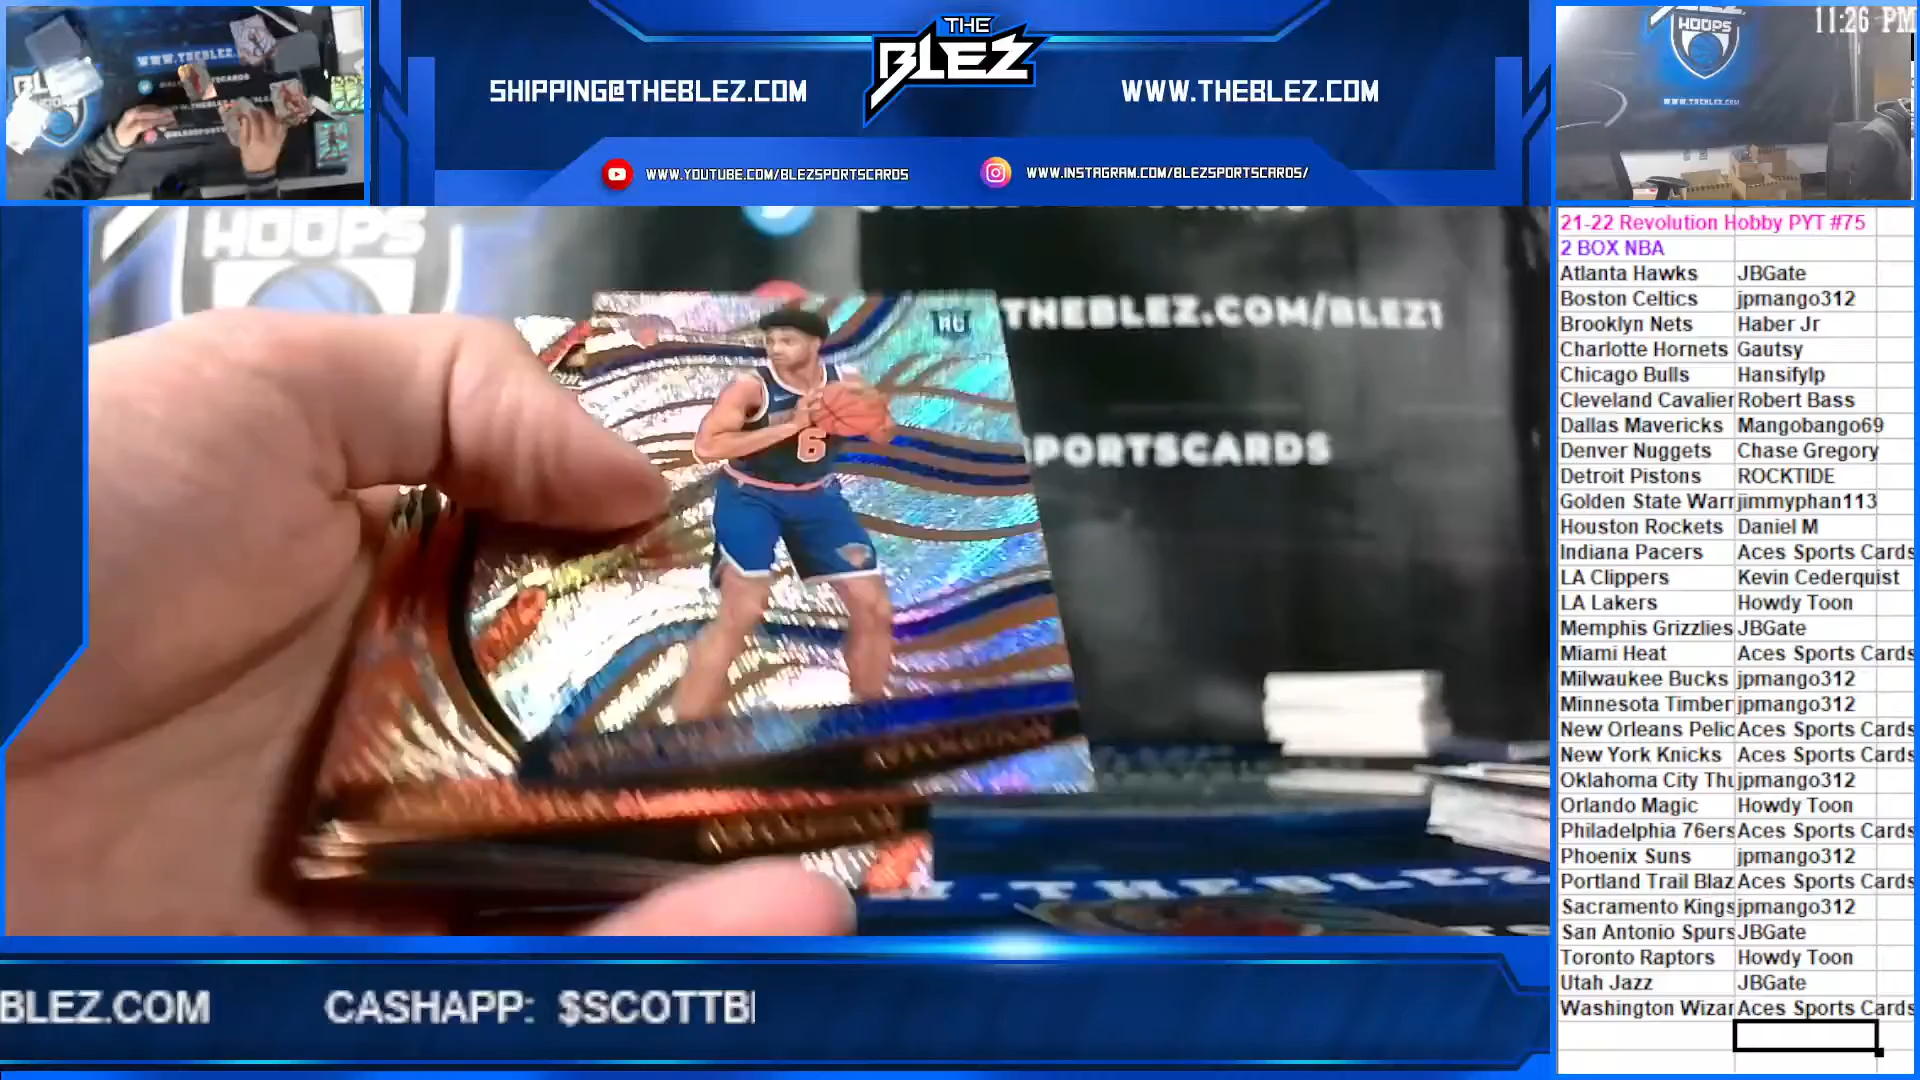 THE
BLEZ
SHIPPING@THEBLEZ.COM
WWW.THEBLEZ.COM
WWW.YOUTUBE.COM/BLEZSPORTSCARDS
WWW.INSTAGRAM.COM/BLEZSPORTSCARDS/
11:26 PM
HOOPS
HOOPS
THEBLEZ.COM/BLEZ1
SPORTSCARDS
RC
6
21-22 Revolution Hobby PYT #75
2 BOX NBA
Atlanta Hawks JBGate
Boston Celtics jpmango312
Brooklyn Nets Haber Jr
Charlotte Hornets Gautsy
Chicago Bulls Hansifylp
Cleveland Cavalier Robert Bass
Dallas Mavericks Mangobango69
Denver Nuggets Chase Gregory
Detroit Pistons ROCKTIDE
Golden State Warr jimmyphan113
Houston Rockets Daniel M
Indiana Pacers Aces Sports Cards
LA Clippers Kevin Cederquist
LA Lakers Howdy Toon
Memphis Grizzlies JBGate
Miami Heat Aces Sports Cards
Milwaukee Bucks jpmango312
Minnesota Timber jpmango312
New Orleans Pelic Aces Sports Cards
New York Knicks Aces Sports Cards
Oklahoma City Thu jpmango312
Orlando Magic Howdy Toon
Philadelphia 76ers Aces Sports Cards
Phoenix Suns jpmango312
Portland Trail Blaz Aces Sports Cards
Sacramento Kings jpmango312
San Antonio Spurs JBGate
Toronto Raptors Howdy Toon
Utah Jazz JBGate
Washington Wizar Aces Sports Cards
BLEZ.COM CASHAPP: $SCOTTB